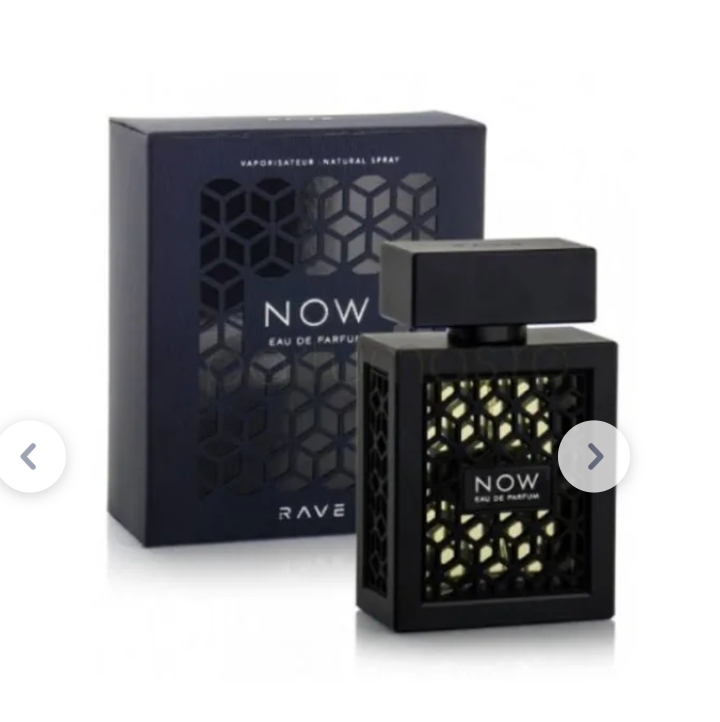 VAPORISATEUR · NATURAL SPRAY
NOW
EAU DE PARFUM
RAVE
NOW
EAU DE PARFUM